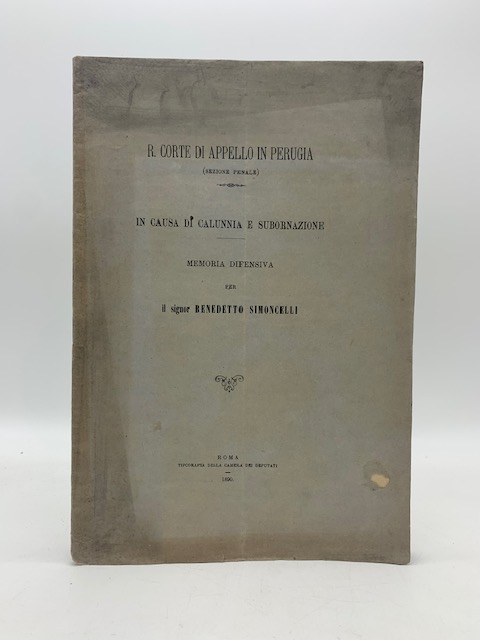 R. CORTE DI APPELLO IN PERUGIA
(SEZIONE PENALE)
IN CAUSA DI CALUNNIA E SUBORNAZIONE
MEMORIA DIFENSIVA
PER
il signor BENEDETTO SIMONCELLI
ROMA
TIPOGRAFIA DELLA CAMERA DEI DEPUTATI
1890.